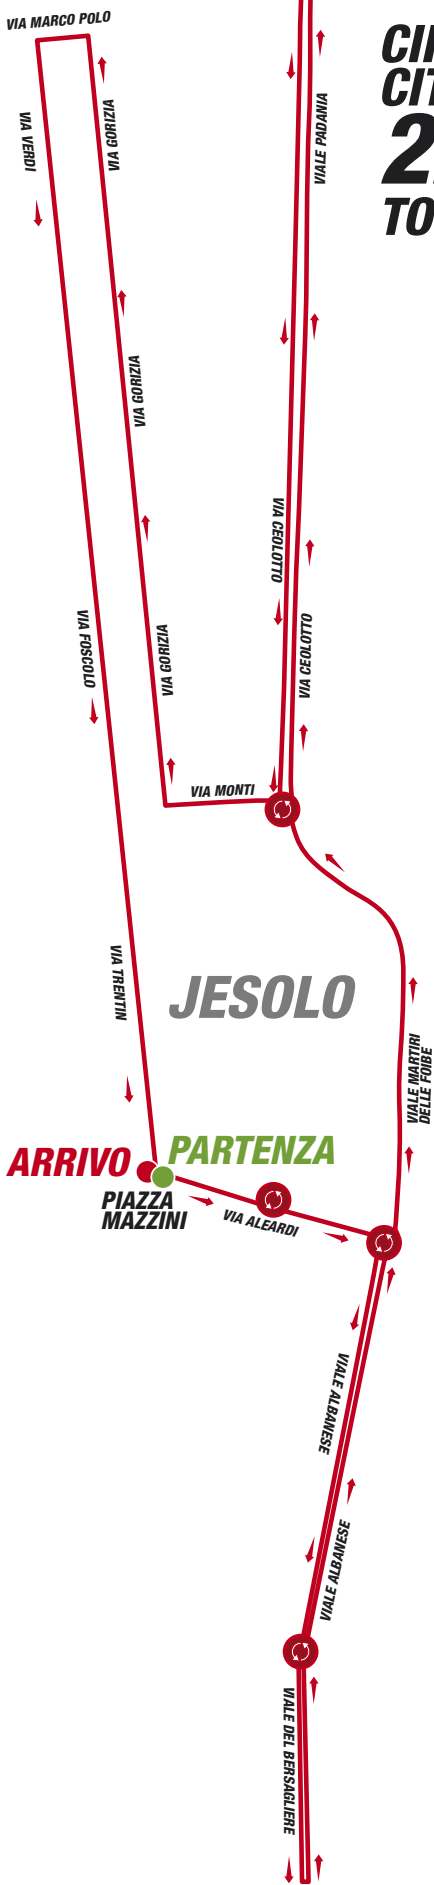 VIA MARCO POLO
VIA VERDI
VIA GORIZIA
VIALE PADANIA
VIA GORIZIA
VIA CEOLOTTO
VIA FOSCOLO
VIA GORIZIA
VIA CEOLOTTO
VIA MONTI
VIA TRENTIN
JESOLO
VIALE MARTIRI
DELLE FOIBE
ARRIVO
PARTENZA
PIAZZA
MAZZINI
VIA ALEARDI
VIALE ALBANESE
VIALE ALBANESE
VIALE DEL BERSAGLIERE